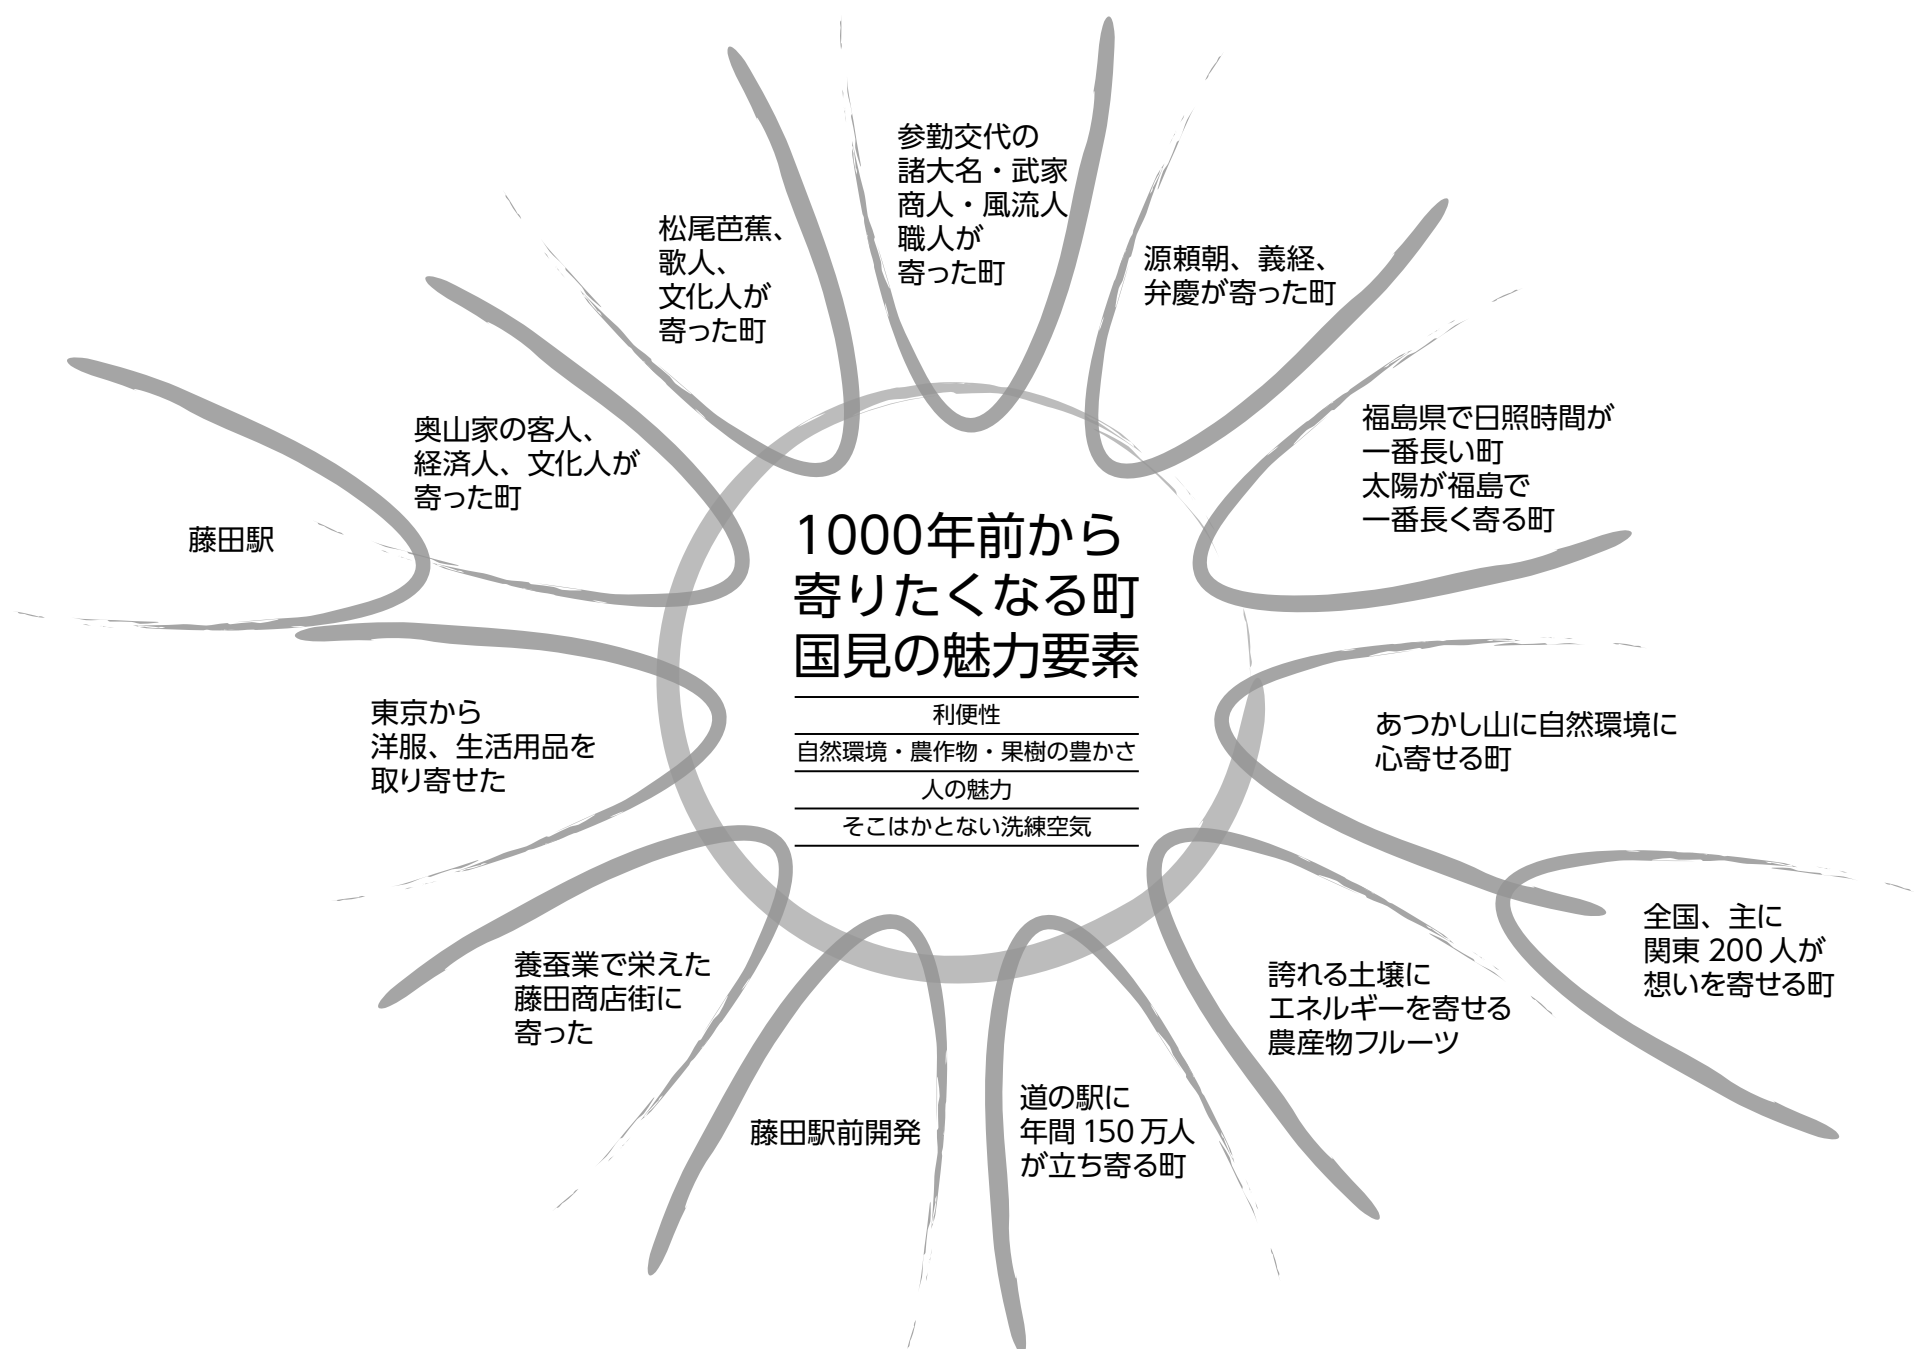 参勤交代の
諸大名・武家
商人・風流人
職人が
寄った町
松尾芭蕉、
歌人、
文化人が
寄った町
源頼朝、義経、
弁慶が寄った町
奥山家の客人、
経済人、文化人が
寄った町
福島県で日照時間が
一番長い町
太陽が福島で
一番長く寄る町
藤田駅
1000年前から
寄りたくなる町
国見の魅力要素
利便性
自然環境・農作物・果樹の豊かさ
人の魅力
そこはかとない洗練空気
東京から
洋服、生活用品を
取り寄せた
あつかし山に自然環境に
心寄せる町
養蚕業で栄えた
藤田商店街に
寄った
全国、主に
関東 200 人が
想いを寄せる町
誇れる土壌に
エネルギーを寄せる
農産物フルーツ
藤田駅前開発
道の駅に
年間 150 万人
が立ち寄る町